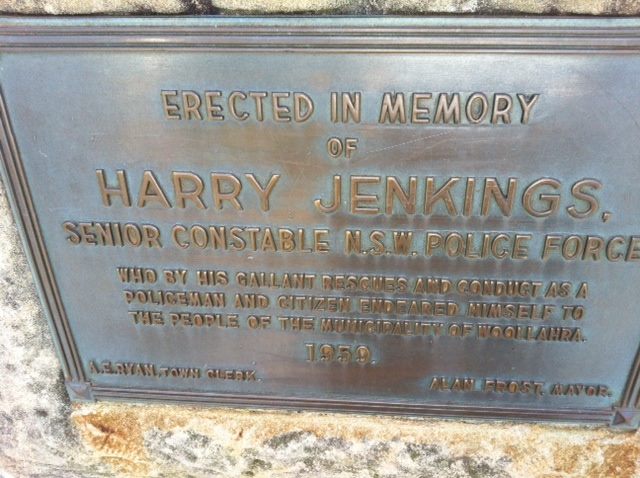 ERECTED IN MEMORY
OF
HARRY JENKINGS,
SENIOR CONSTABLE N.S.W. POLICE FORCE
WHO BY HIS GALLANT RESCUES AND CONDUCT AS A
POLICEMAN AND CITIZEN ENDEARED HIMSELF TO
THE PEOPLE OF THE MUNICIPALITY OF WOOLLAHRA.
1959.
A.E. RYAN, TOWN CLERK. ALAN FROST, MAYOR.